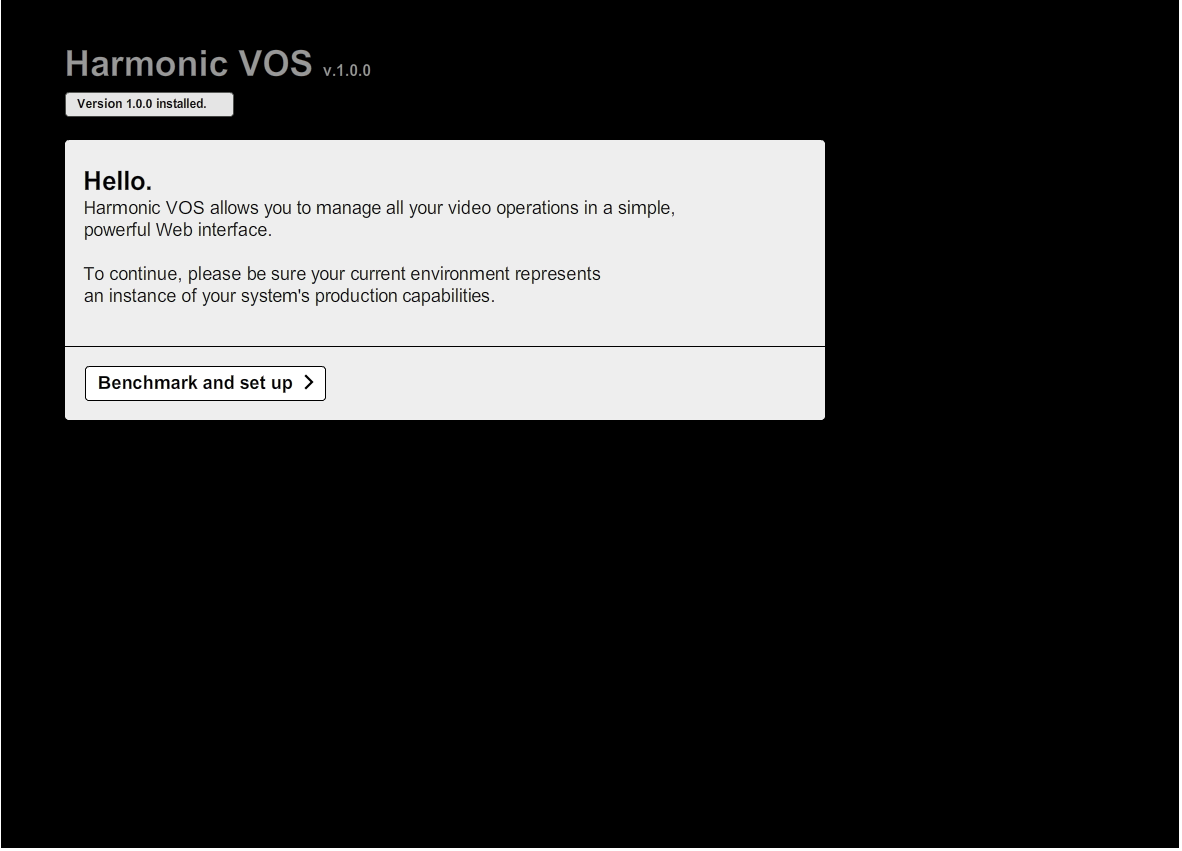 Harmonic VOS v.1.0.0
Version 1.0.0 installed.
Hello.
Harmonic VOS allows you to manage all your video operations in a simple,
powerful Web interface.
To continue, please be sure your current environment represents
an instance of your system's production capabilities.
Benchmark and set up